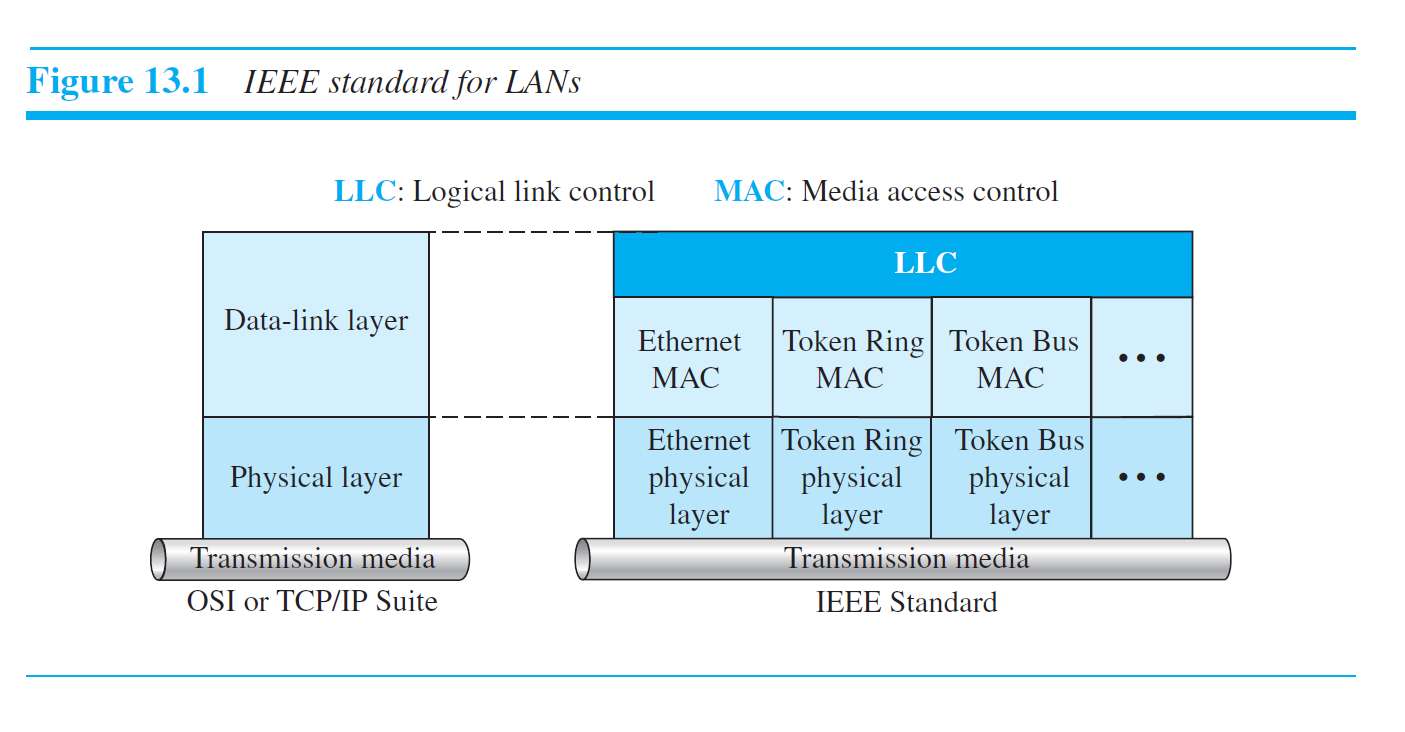 Figure 13.1 IEEE standard for LANs
LLC: Logical link control MAC: Media access control
LLC
Data-link layer
Ethernet
MAC
Token Ring
MAC
Token Bus
MAC
•••
Physical layer
Ethernet
physical
layer
Token Ring
physical
layer
Token Bus
physical
layer
•••
Transmission media
Transmission media
OSI or TCP/IP Suite
IEEE Standard